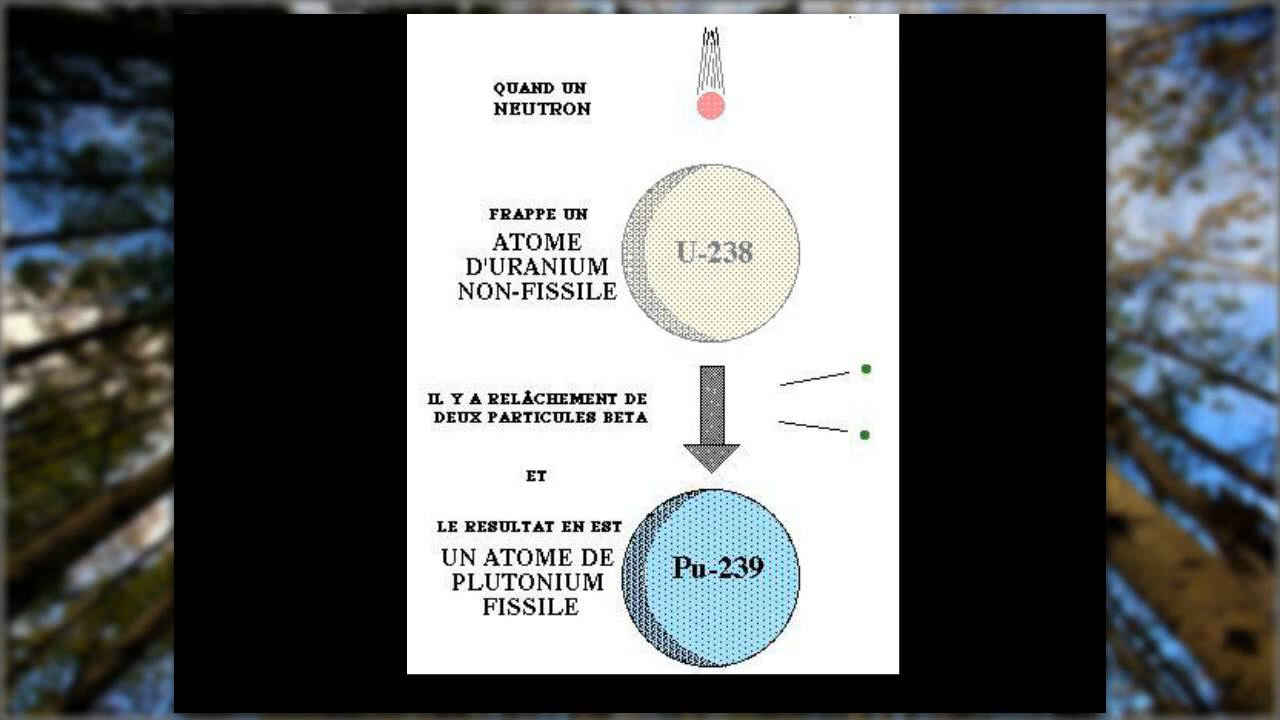 QUAND UN
NEUTRON
FRAPPE UN
ATOME
D'URANIUM
NON-FISSILE
U-238
IL Y A RELÂCHEMENT DE
DEUX PARTICULES BETA
ET
LE RESULTAT EN EST
UN ATOME DE
PLUTONIUM
FISSILE
Pu-239